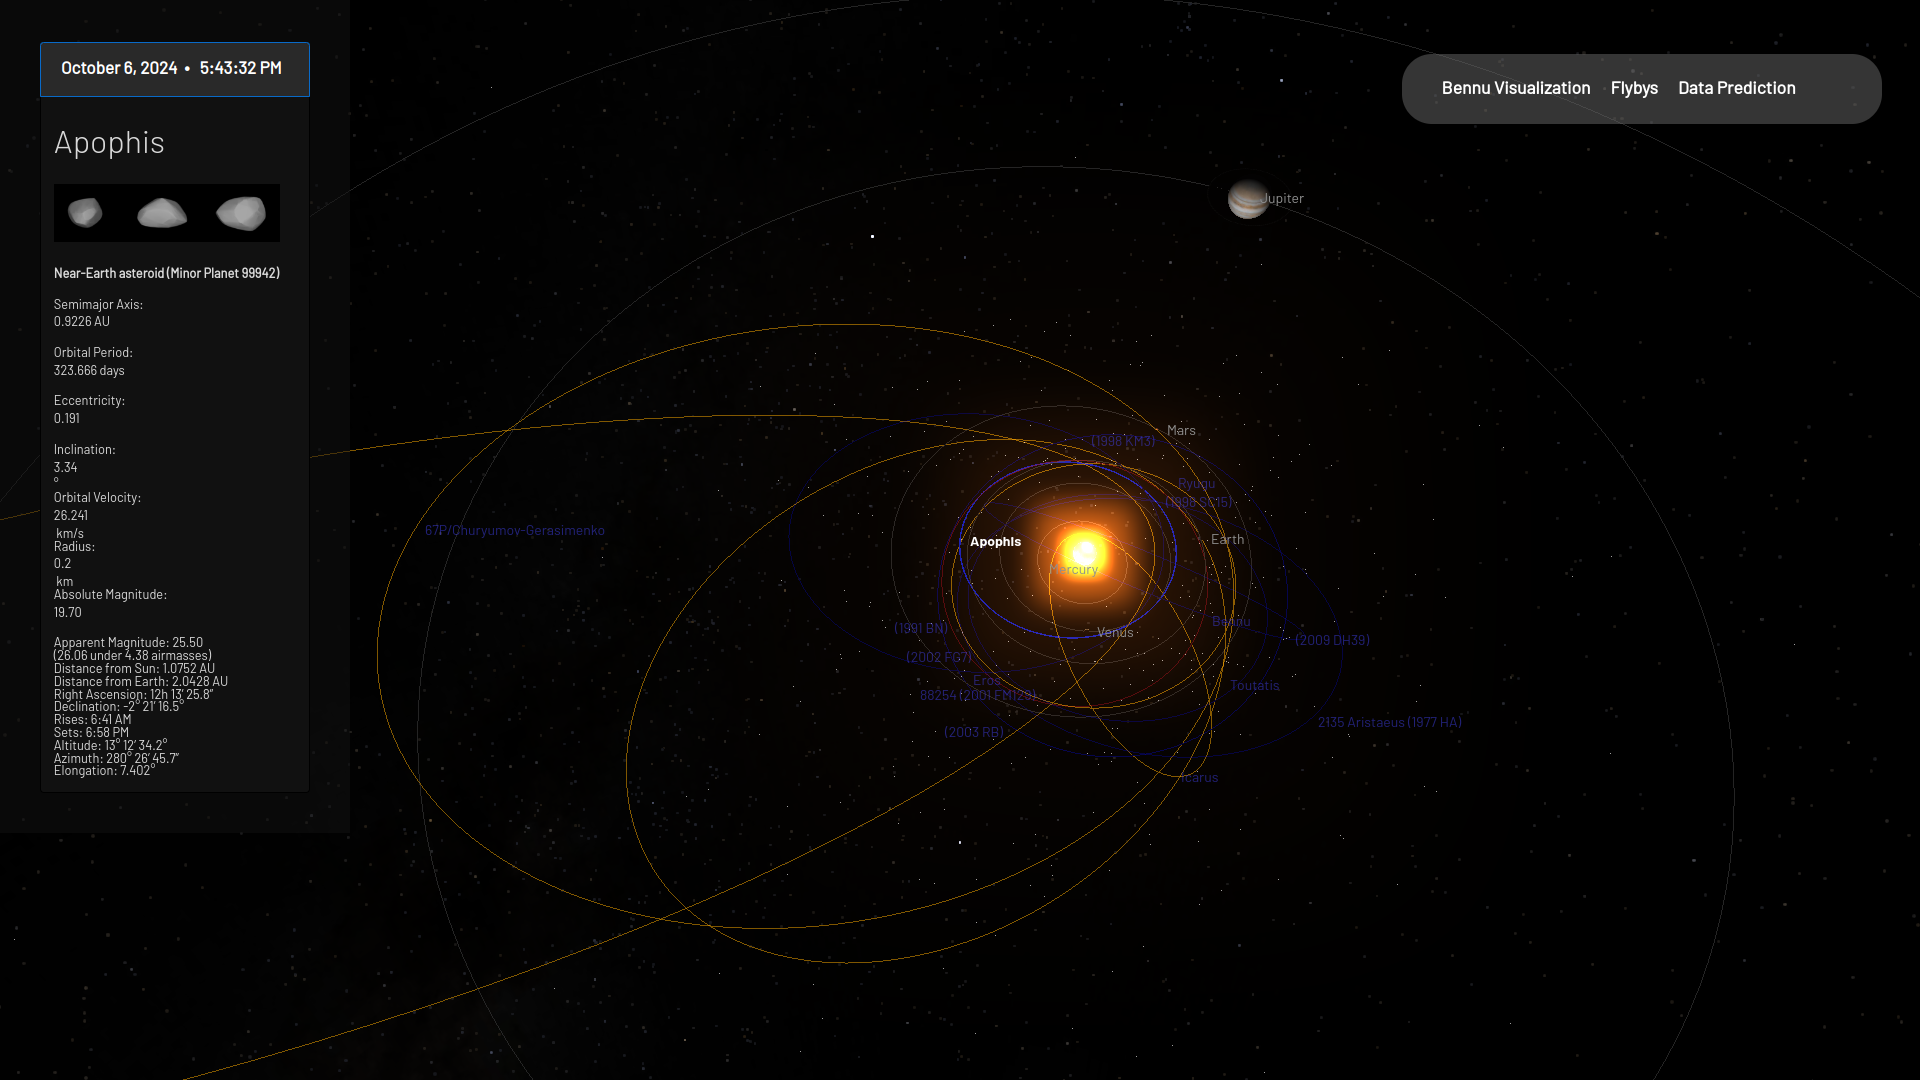 October 6, 2024 • 5:43:32 PM
Bennu Visualization
Flybys
Data Prediction
Apophis
Near-Earth asteroid (Minor Planet 99942)
Semimajor Axis:
0.9226 AU
Orbital Period:
323.666 days
Eccentricity:
0.191
Inclination:
3.34
°
Orbital Velocity:
26.241
km/s
Radius:
0.2
km
Absolute Magnitude:
19.70
Apparent Magnitude: 25.50
(26.06 under 4.38 airmasses)
Distance from Sun: 1.0752 AU
Distance from Earth: 2.0428 AU
Right Ascension: 12h 13' 25.8"
Declination: -2° 21' 16.5°
Rises: 6:41 AM
Sets: 6:58 PM
Altitude: 13° 12' 34.2°
Azimuth: 280° 26' 45.7"
Elongation: 7.402°
Jupiter
Mars
(1998 KM3)
Ryugu
(1998 SC15)
67P/Churyumov-Gerasimenko
Apophis
Earth
Mercury
Bennu
(1991 BN)
Venus
(2009 DH39)
(2002 FG7)
Eros
Toutatis
88254 (2001 FM129)
2135 Aristaeus (1977 HA)
(2003 RB)
Icarus